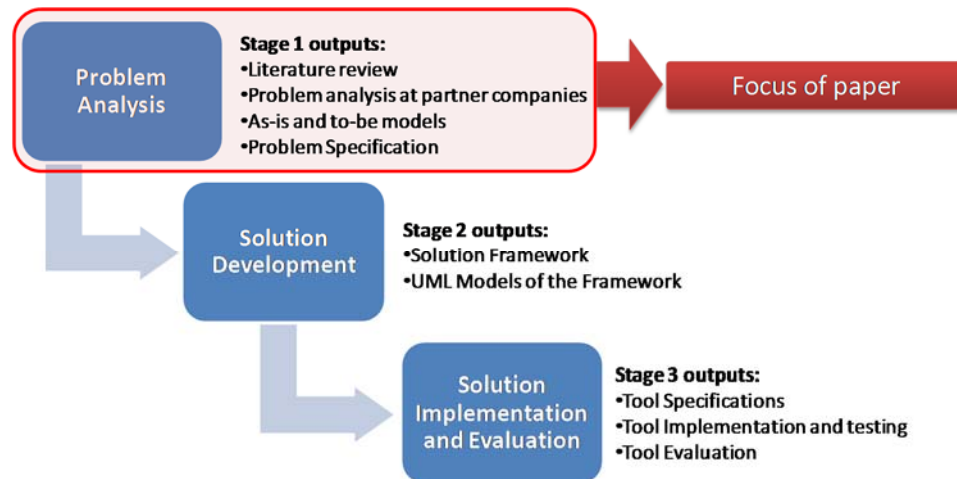 Problem
Analysis
Stage 1 outputs:
•Literature review
•Problem analysis at partner companies
•As-is and to-be models
•Problem Specification
Focus of paper
Solution
Development
Stage 2 outputs:
•Solution Framework
•UML Models of the Framework
Solution
Implementation
and Evaluation
Stage 3 outputs:
•Tool Specifications
•Tool Implementation and testing
•Tool Evaluation